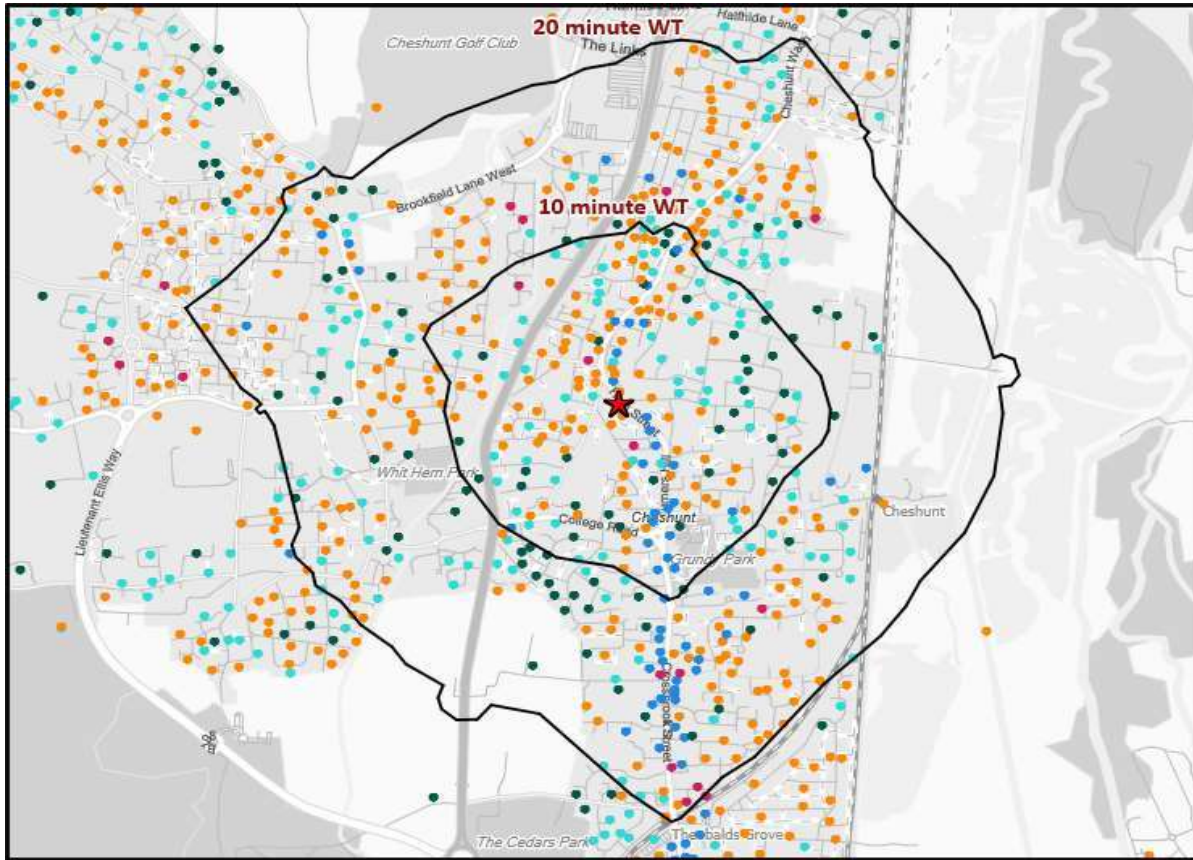 Halfhide Lane
20 minute WT
Cheshunt Golf Club
The Links
Cheshunt Wash
Brookfield Lane West
10 minute WT
Street
Whit Hern Park
Lieutenant Ellis Way
Cheshunt
College Road
Cheshunt
Grundy Park
Crossbrook Street
Theobalds Grove
The Cedars Park